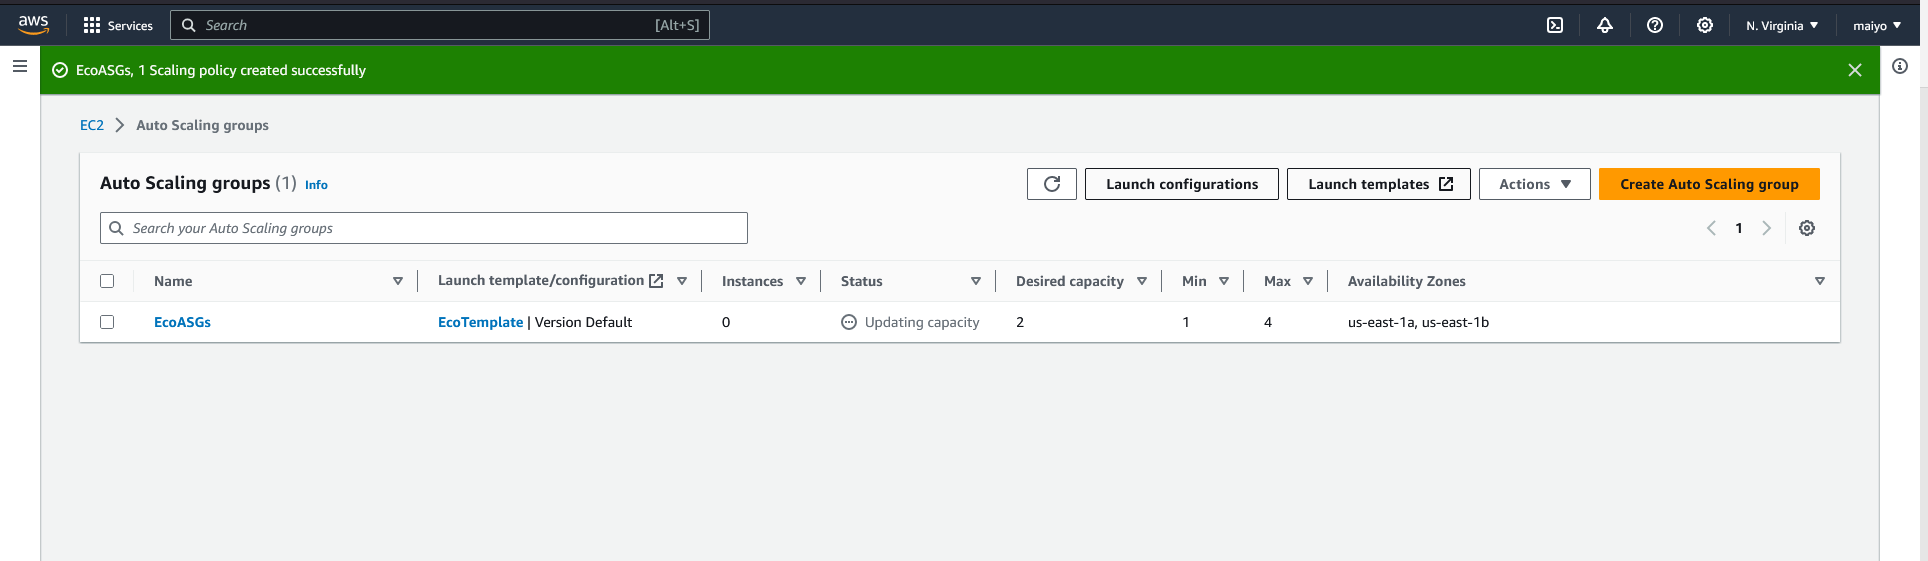 aws Services Search [Alt+S] N. Virginia maiyo
EcoASGs, 1 Scaling policy created successfully
EC2 Auto Scaling groups
Auto Scaling groups (1) Info Launch configurations Launch templates Actions Create Auto Scaling group
Search your Auto Scaling groups 1
Name Launch template/configuration Instances Status Desired capacity Min Max Availability Zones
EcoASGs EcoTemplate | Version Default 0 Updating capacity 2 1 4 us-east-1a, us-east-1b